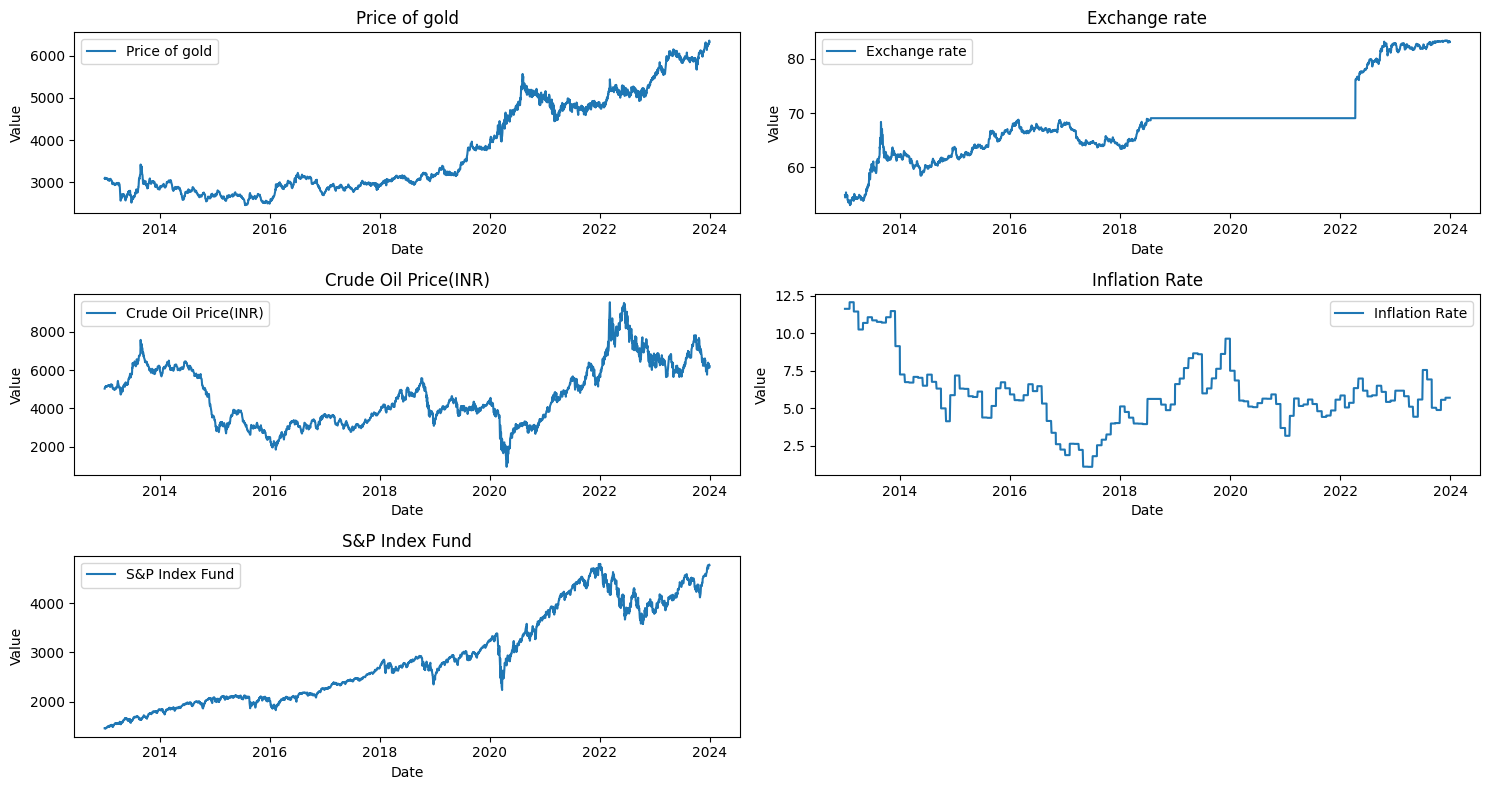 Price of gold
Price of gold
6000
5000
4000
3000
Value
2014 2016 2018 2020 2022 2024
Date
Exchange rate
Exchange rate
80
70
60
Value
2014 2016 2018 2020 2022 2024
Date
Crude Oil Price(INR)
Crude Oil Price(INR)
8000
6000
4000
2000
Value
2014 2016 2018 2020 2022 2024
Date
Inflation Rate
Inflation Rate
12.5
10.0
7.5
5.0
2.5
Value
2014 2016 2018 2020 2022 2024
Date
S&P Index Fund
S&P Index Fund
4000
3000
2000
Value
2014 2016 2018 2020 2022 2024
Date